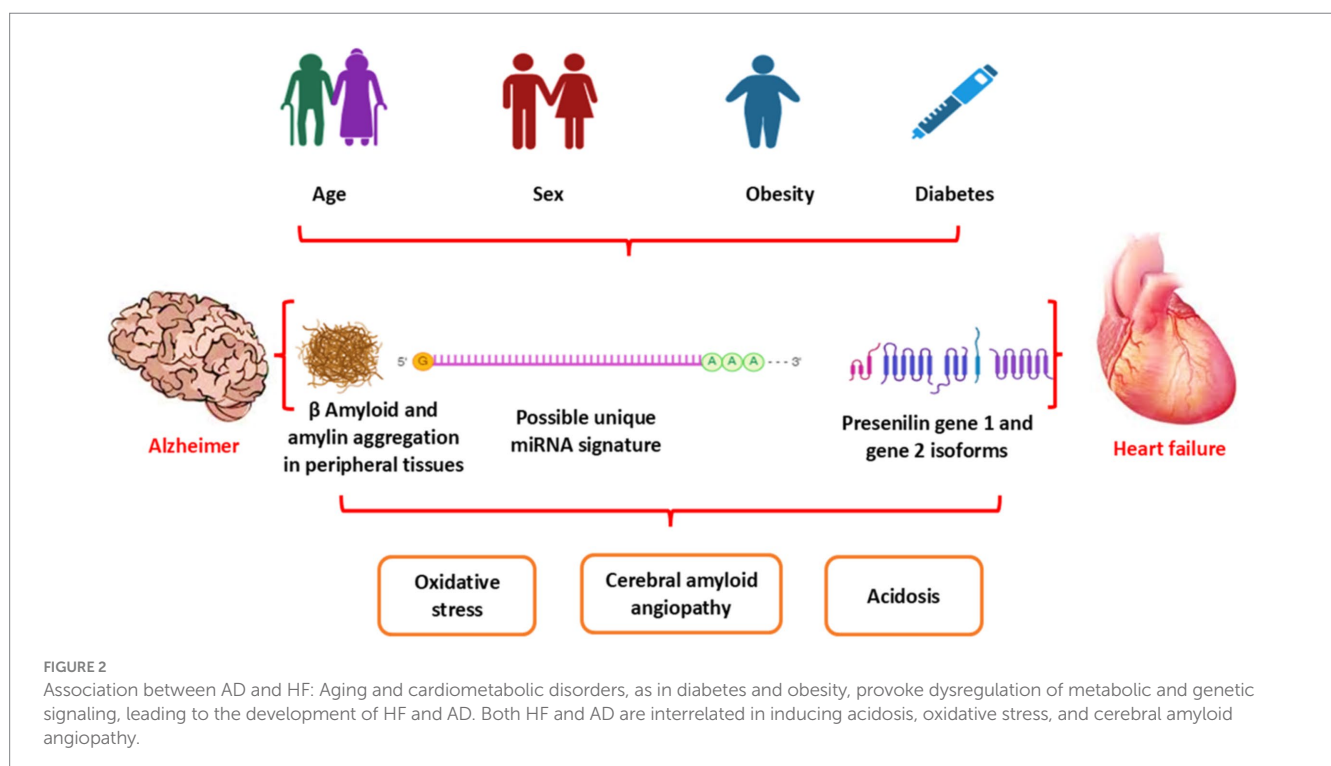 Age
Sex
Obesity
Diabetes
5' G A A A --- 3'
β Amyloid and
amylin aggregation
in peripheral tissues
Possible unique
miRNA signature
Presenilin gene 1 and
gene 2 isoforms
Alzheimer
Heart failure
Oxidative
stress
Cerebral amyloid
angiopathy
Acidosis
FIGURE 2
Association between AD and HF: Aging and cardiometabolic disorders, as in diabetes and obesity, provoke dysregulation of metabolic and genetic
signaling, leading to the development of HF and AD. Both HF and AD are interrelated in inducing acidosis, oxidative stress, and cerebral amyloid
angiopathy.